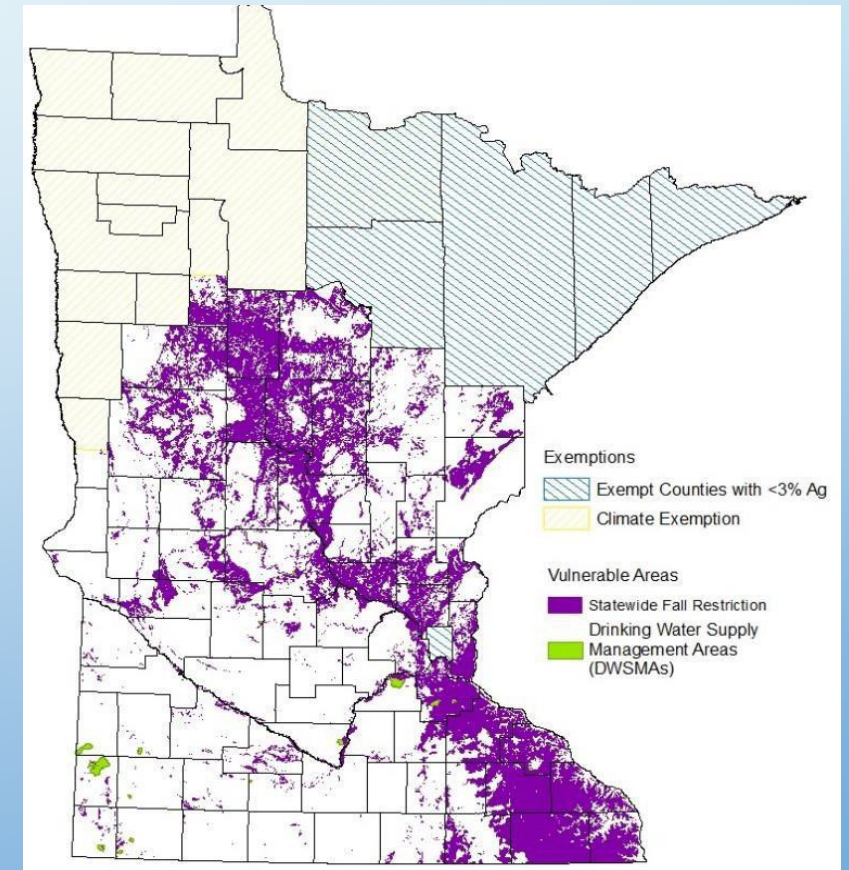 Exemptions
Exempt Counties with <3% Ag
Climate Exemption
Vulnerable Areas
Statewide Fall Restriction
Drinking Water Supply
Management Areas
(DWSMAs)